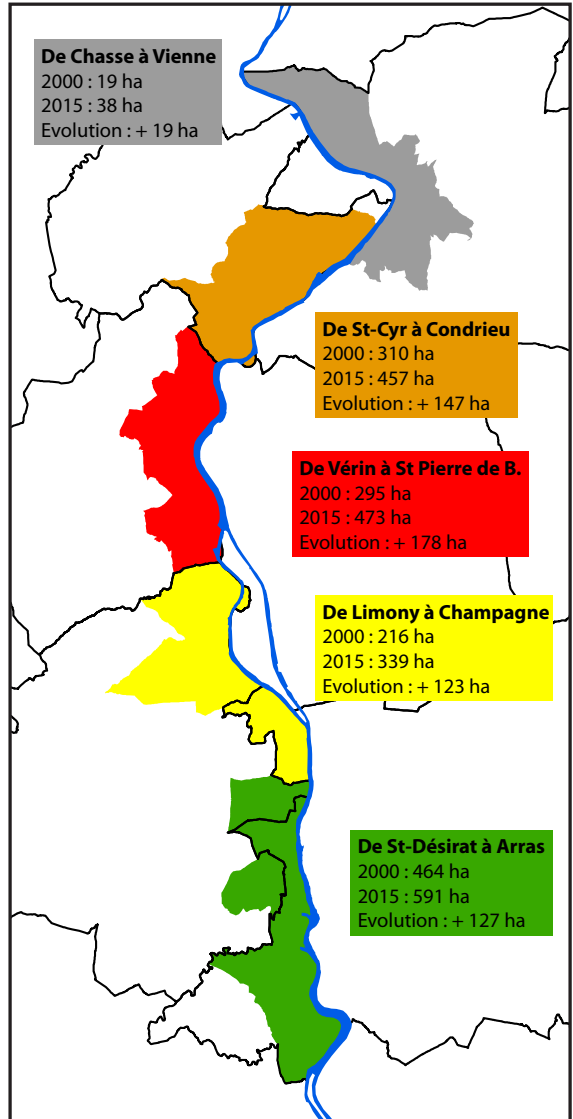 De Chasse à Vienne
2000 : 19 ha
2015 : 38 ha
Evolution : + 19 ha
De St-Cyr à Condrieu
2000 : 310 ha
2015 : 457 ha
Evolution : + 147 ha
De Vérin à St Pierre de B.
2000 : 295 ha
2015 : 473 ha
Evolution : + 178 ha
De Limony à Champagne
2000 : 216 ha
2015 : 339 ha
Evolution : + 123 ha
De St-Désirat à Arras
2000 : 464 ha
2015 : 591 ha
Evolution : + 127 ha